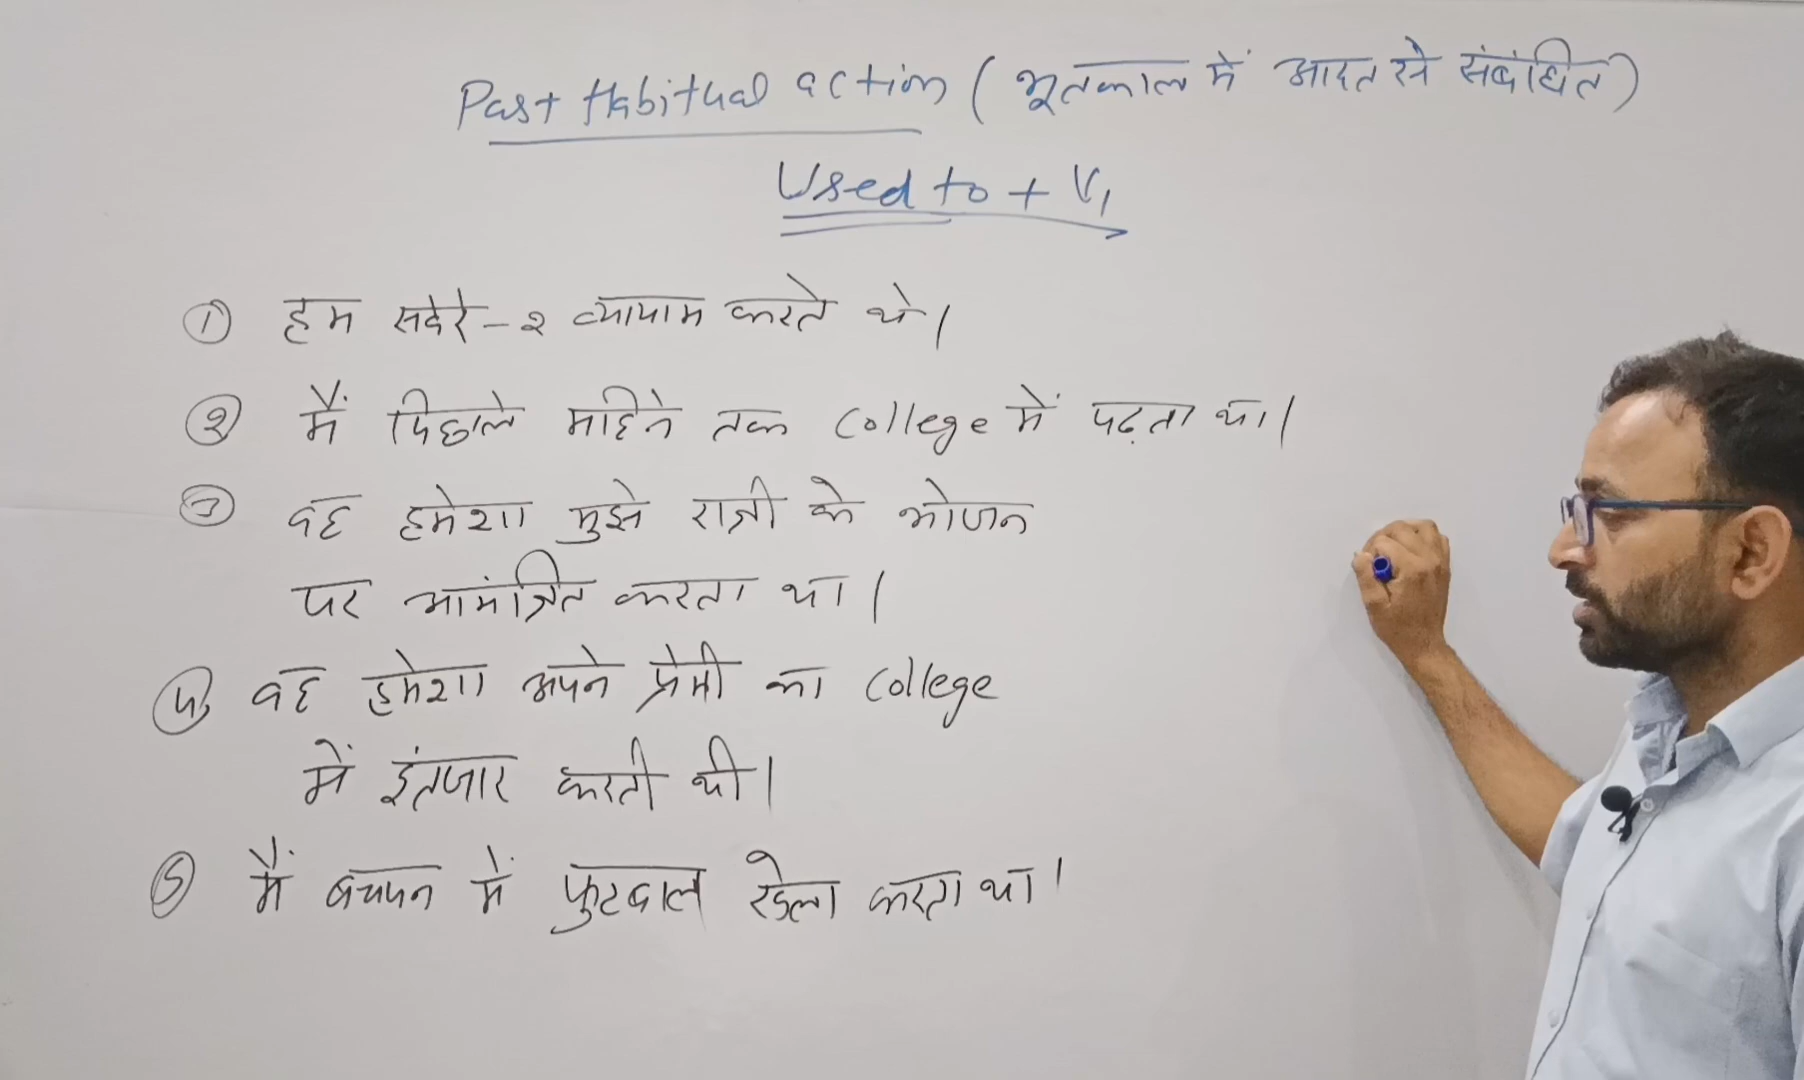 Past Habitual action ( भूतकाल में आदत से संबंधित )
Used to + V1
① हम सवेरे-२ व्यायाम करते थे।
② मैं पिछले महिने तक college में पढ़ता था।
③ वह हमेशा मुझे रात्री के भोजन
पर आमंत्रित करता था।
④ वह हमेशा अपने प्रेमी का college
में इंतजार करती थी।
⑤ मैं बचपन में फुटबाल खेला करता था।